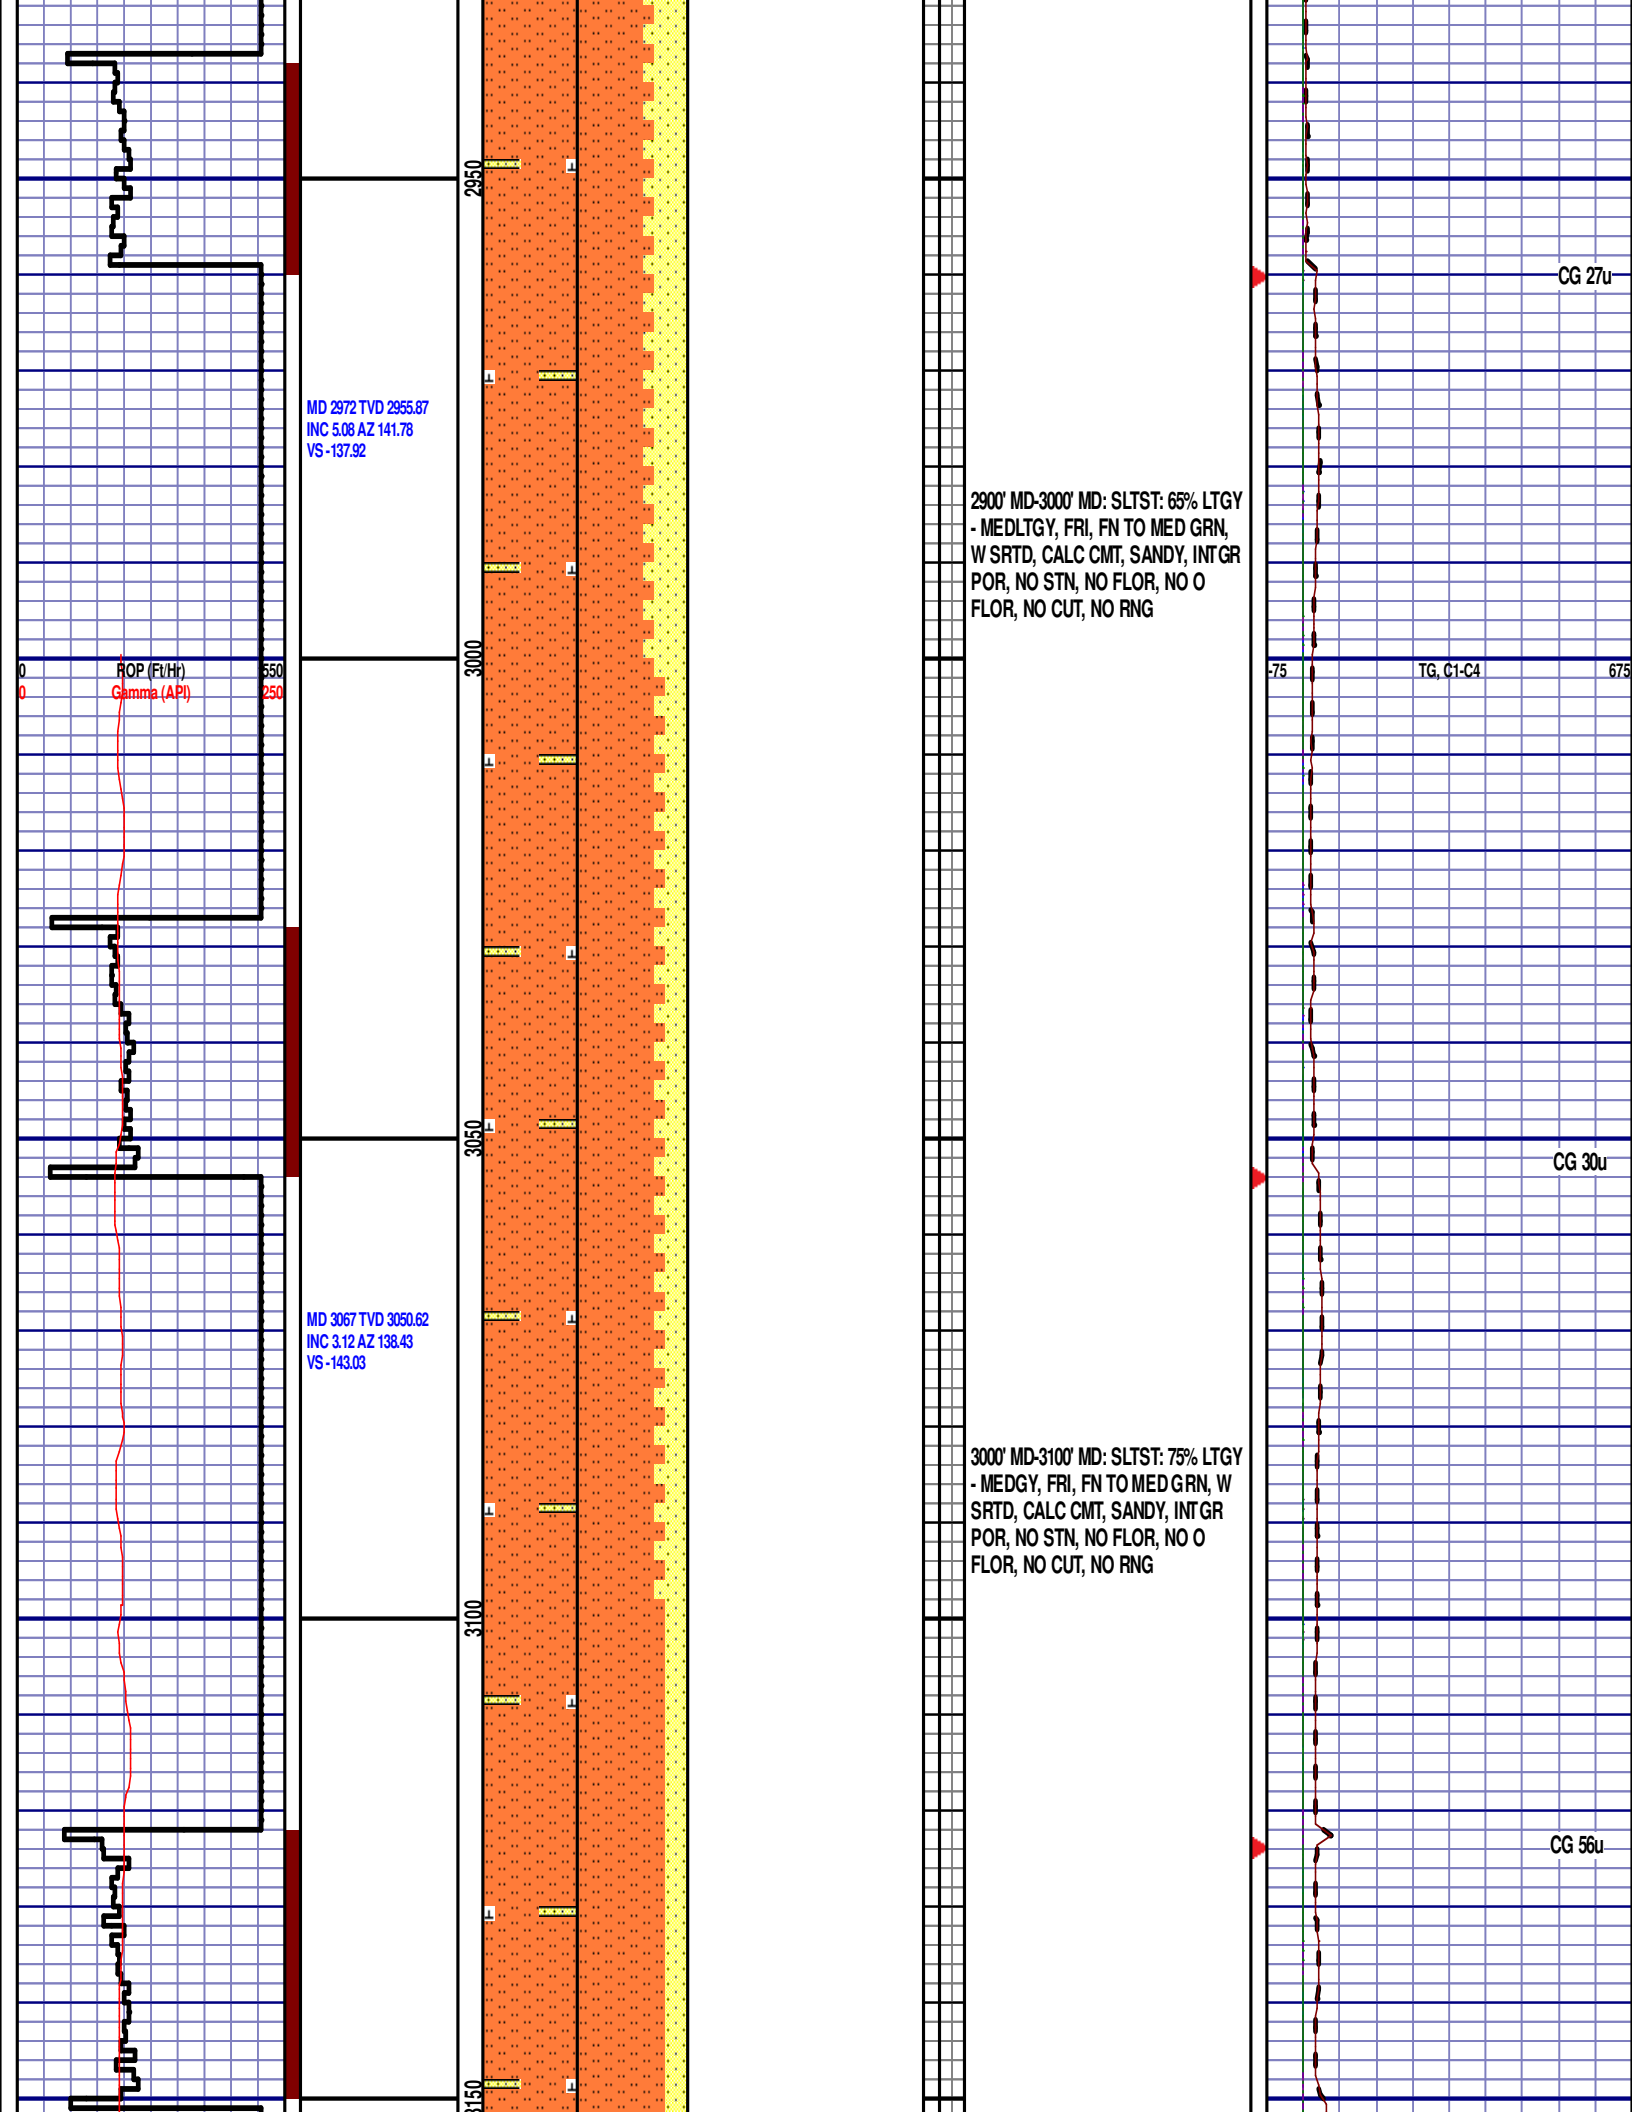 2950
CG 27u
MD 2972 TVD 2955.87
INC 5.08 AZ 141.78
VS -137.92
2900' MD-3000' MD: SLTST: 65% LTGY
- MEDLTGY, FRI, FN TO MED GRN,
W SRTD, CALC CMT, SANDY, INTGR
POR, NO STN, NO FLOR, NO O
FLOR, NO CUT, NO RNG
3000
0 ROP (Ft/Hr) 550
0 Gamma (API) 250
-75 TG, C1-C4 675
3050
CG 30u
MD 3067 TVD 3050.62
INC 3.12 AZ 138.43
VS -143.03
3000' MD-3100' MD: SLTST: 75% LTGY
- MEDGY, FRI, FN TO MED GRN, W
SRTD, CALC CMT, SANDY, INTGR
POR, NO STN, NO FLOR, NO O
FLOR, NO CUT, NO RNG
3100
CG 56u
3150